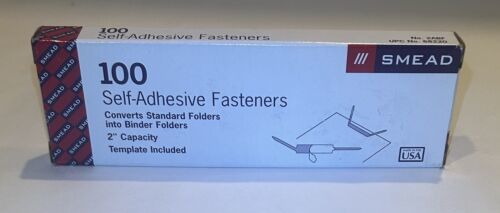 100
Self-Adhesive Fasteners
SMEAD
SMEAD
100
Self-Adhesive Fasteners
Converts Standard Folders
into Binder Folders
2" Capacity
Template Included
SMEAD
SMEAD
MADE IN THE
USA